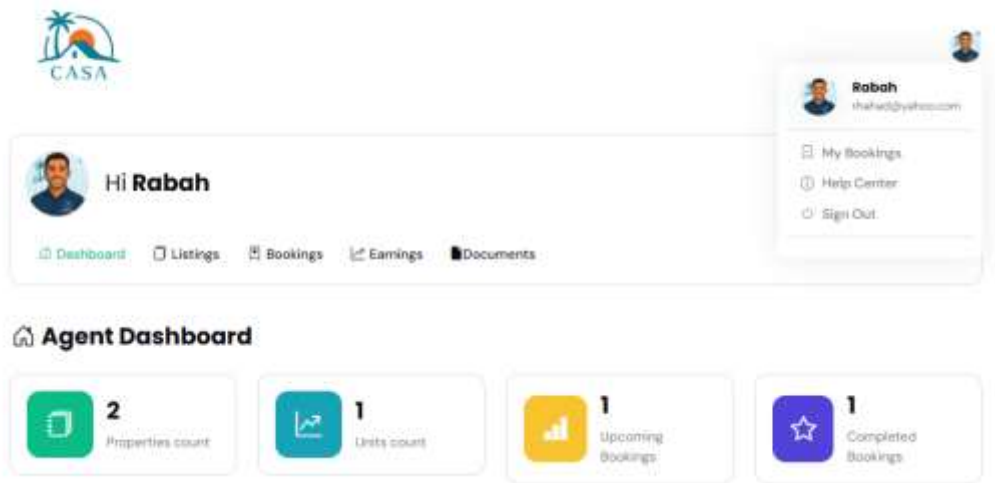 CASA
Rabah
My Bookings
Help Center
Sign Out
Hi Rabah
Dashboard Listings Bookings Earnings Documents
Agent Dashboard
2
Properties count
1
Units count
1
Upcoming
Bookings
1
Completed
Bookings